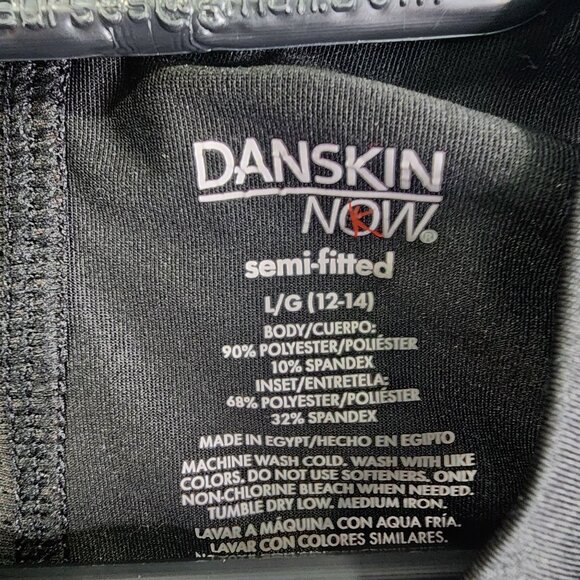 DANSKIN
NOW®
K
semi-fitted
L/G (12-14)
BODY/CUERPO:
90% POLYESTER/POLIÉSTER
10% SPANDEX
INSET/ENTRETELA:
68% POLYESTER/POLIÉSTER
32% SPANDEX
MADE IN EGYPT/HECHO EN EGIPTO
MACHINE WASH COLD. WASH WITH LIKE
COLORS. DO NOT USE SOFTENERS. ONLY
NON-CHLORINE BLEACH WHEN NEEDED.
TUMBLE DRY LOW. MEDIUM IRON.
LAVAR A MÁQUINA CON AQUA FRÍA.
LAVAR CON COLORES SIMILARES.